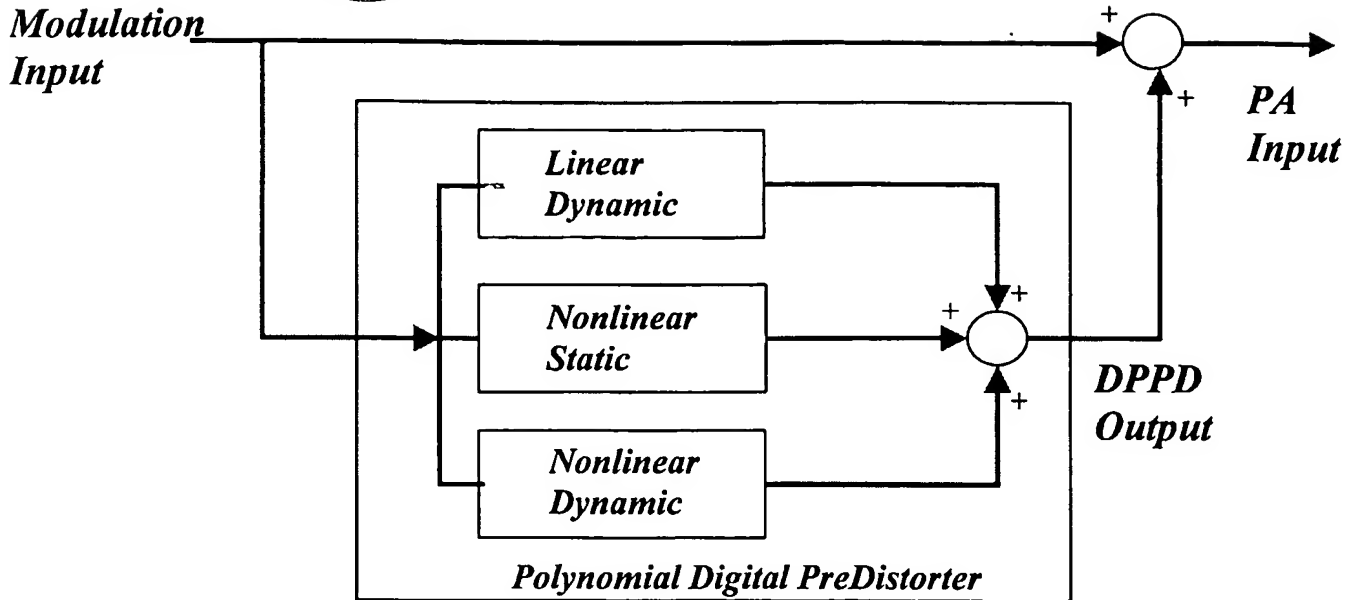 Modulation
Input
+
+
PA
Input
Linear
Dynamic
+
+
Nonlinear
Static
+
DPPD
Output
Nonlinear
Dynamic
Polynomial Digital PreDistorter